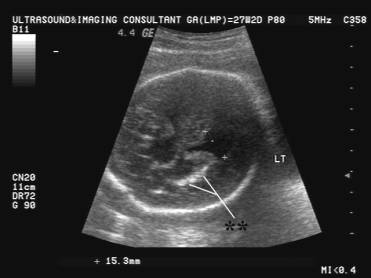 ULTRASOUND&IMAGING CONSULTANT GA(LMP)=27W2D P80 5MHz C358
B11
4.4 GE
LT
CN20
11cm
DR72
G 90
**
+ 15.3mm
MI<0.4